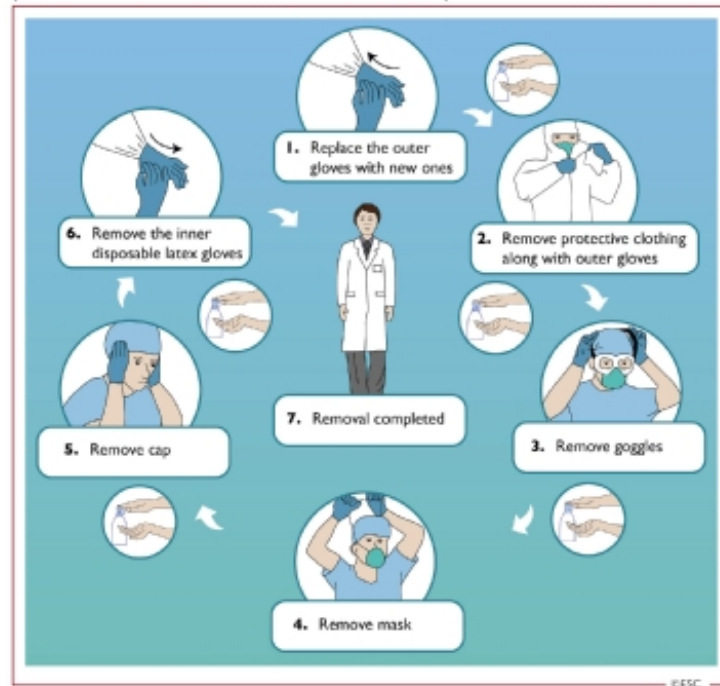 1. Replace the outer
gloves with new ones
2. Remove protective clothing
along with outer gloves
3. Remove goggles
4. Remove mask
5. Remove cap
6. Remove the inner
disposable latex gloves
7. Removal completed
©ESC